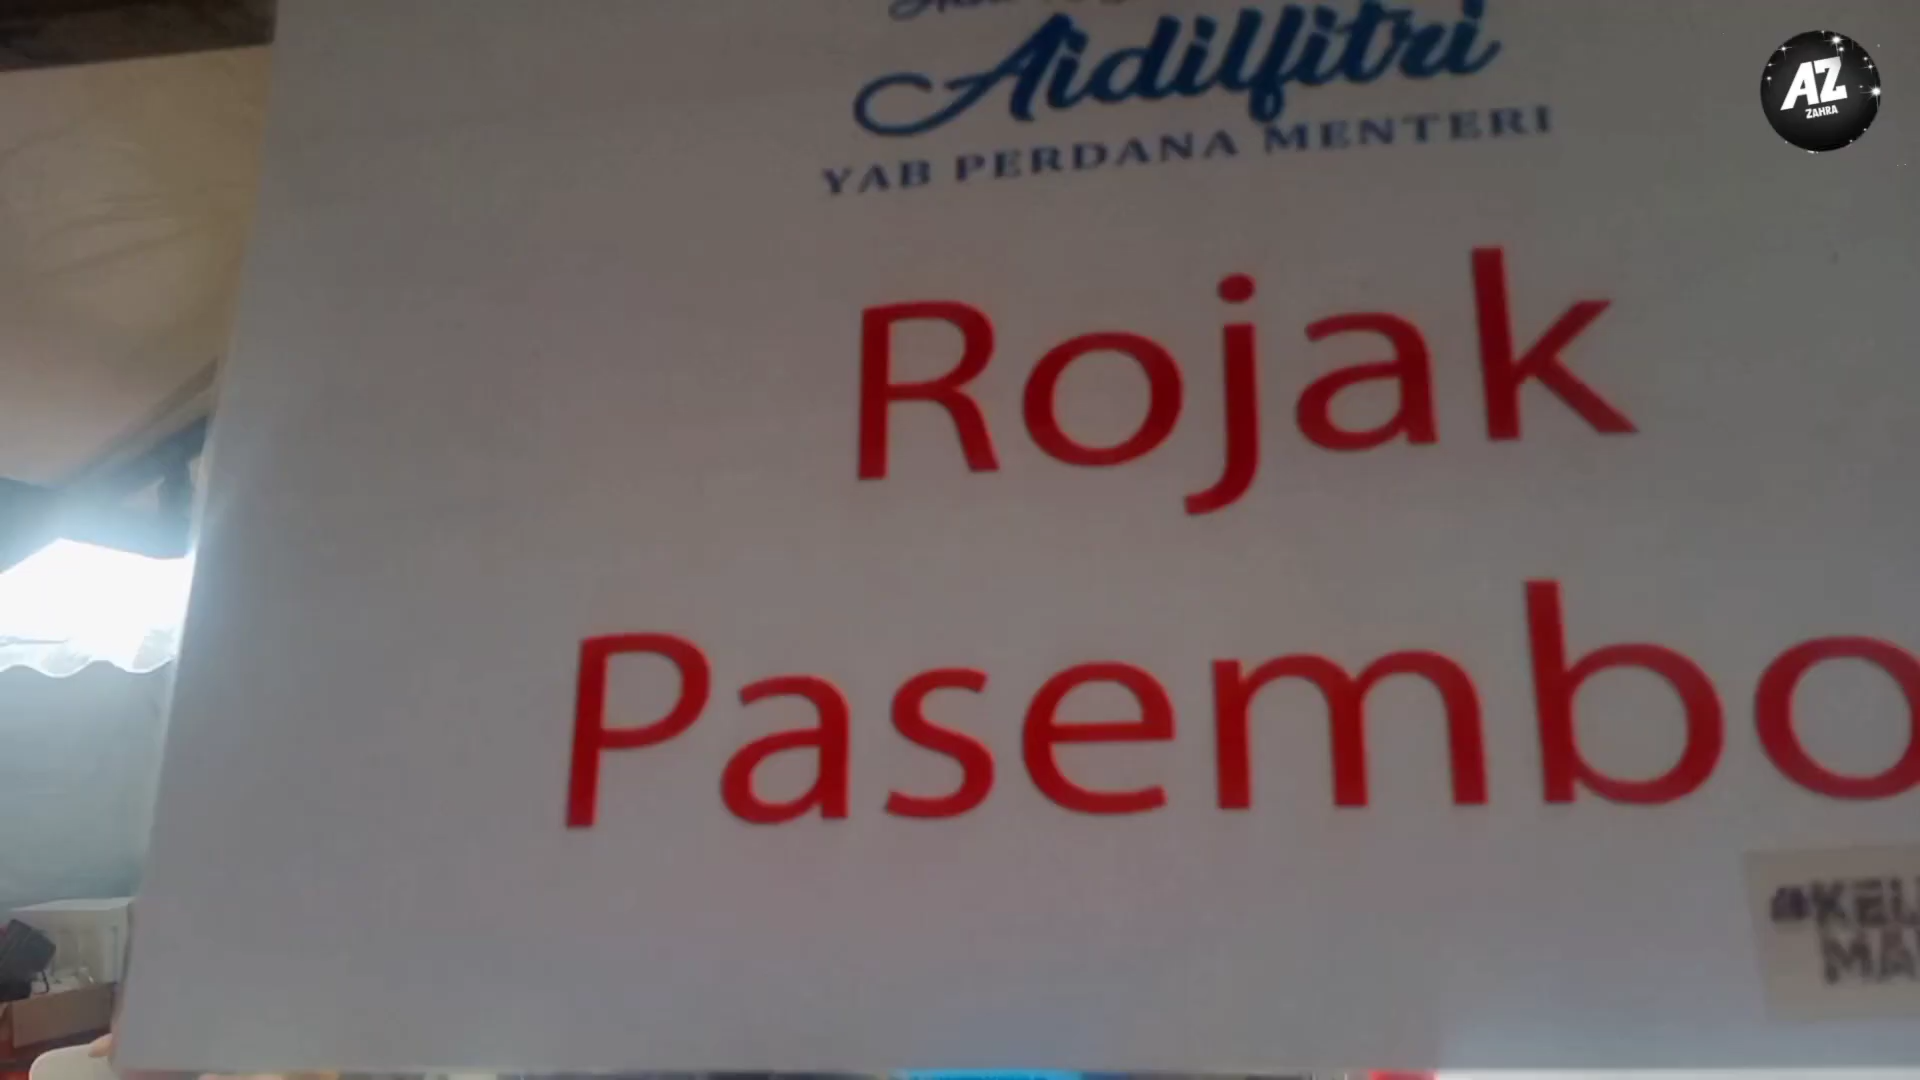 Aidilfitri
YAB PERDANA MENTERI
Rojak
Pasembo
AZ
ZAHRA